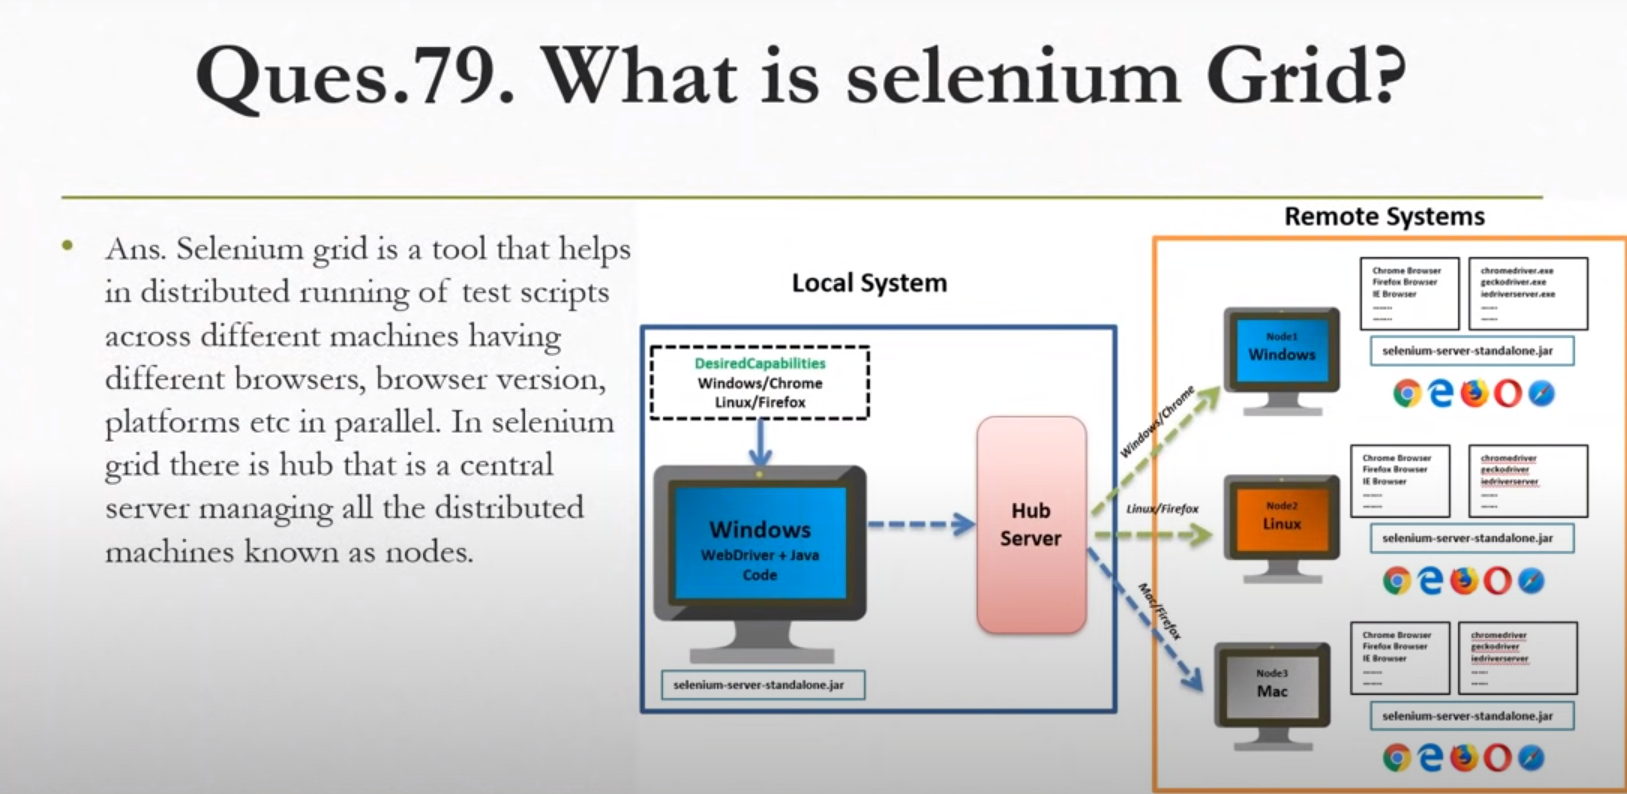 Ques.79. What is selenium Grid?
• Ans. Selenium grid is a tool that helps
in distributed running of test scripts
across different machines having
different browsers, browser version,
platforms etc in parallel. In selenium
grid there is hub that is a central
server managing all the distributed
machines known as nodes.
Local System
DesiredCapabilities
Windows/Chrome
Linux/Firefox
Windows
WebDriver + Java
Code
selenium-server-standalone.jar
Hub
Server
Windows/Chrome
Linux/Firefox
Mac/Firefox
Remote Systems
Node1
Windows
Chrome Browser
Firefox Browser
IE Browser
chromedriver.exe
geckodriver.exe
iedriverserver.exe
selenium-server-standalone.jar
Node2
Linux
Chrome Browser
Firefox Browser
IE Browser
chromedriver
geckodriver
iedriverserver
selenium-server-standalone.jar
Node3
Mac
Chrome Browser
Firefox Browser
IE Browser
chromedriver
geckodriver
iedriverserver
selenium-server-standalone.jar